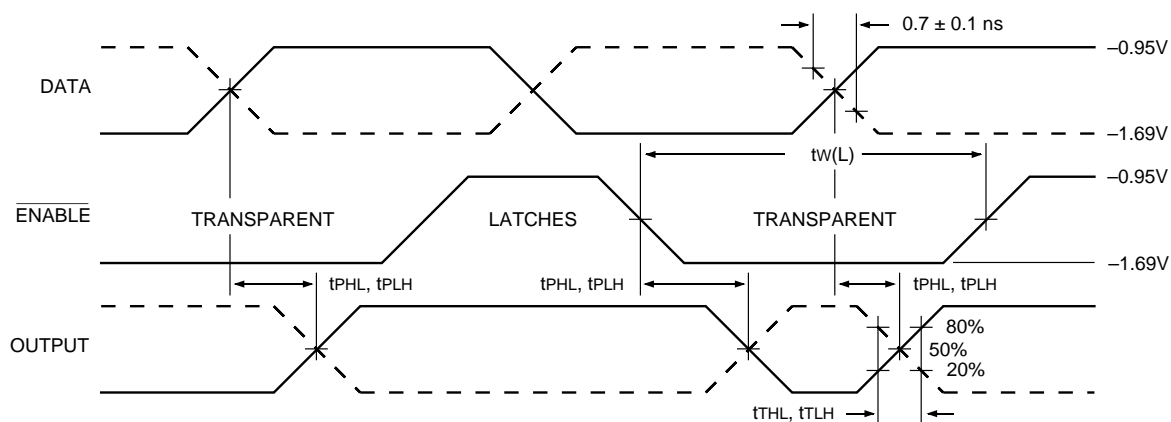 0.7 ± 0.1 ns
–0.95V
DATA
–1.69V
tW(L)
–0.95V
ENABLE
TRANSPARENT
LATCHES
TRANSPARENT
–1.69V
tPHL, tPLH
tPHL, tPLH
tPHL, tPLH
80%
OUTPUT
50%
20%
tTHL, tTLH